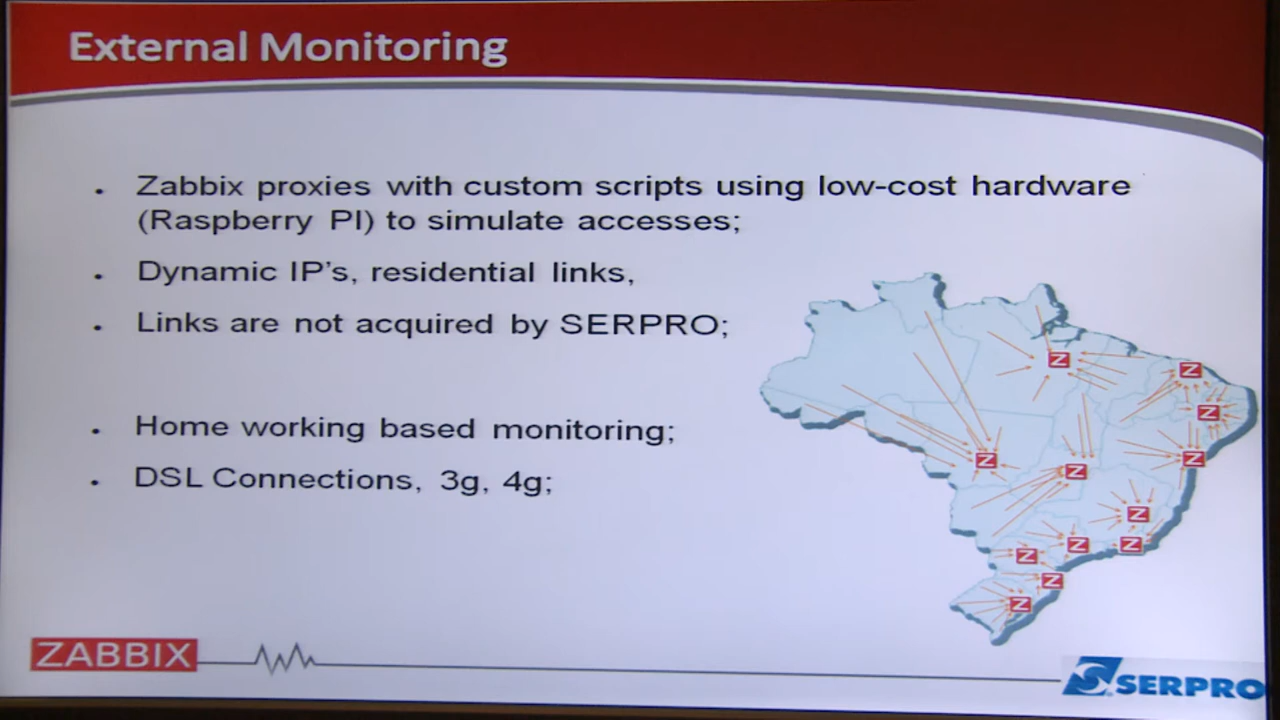 External Monitoring
Zabbix proxies with custom scripts using low-cost hardware
(Raspberry PI) to simulate accesses;
Dynamic IP's, residential links,
Links are not acquired by SERPRO;
Home working based monitoring;
DSL Connections, 3g, 4g;
Z
Z
Z
Z
Z
Z
Z
Z
Z
Z
Z
Z
ZABBIX
SERPRO